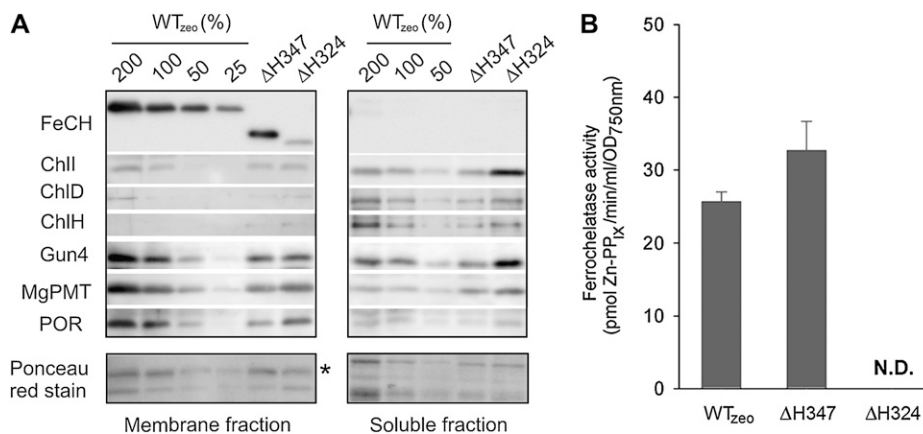 A
WTzeo (%)
200 100 50 25 ΔH347 ΔH324
WTzeo (%)
200 100 50 ΔH347 ΔH324
FeCH
ChlI
ChlD
ChlH
Gun4
MgPMT
POR
Ponceau
red stain
*
Membrane fraction
Soluble fraction
B
Ferrochelatase activity
(pmol Zn-PPIX/min/ml/OD750nm)
50
40
30
20
10
0
N.D.
WTzeo ΔH347 ΔH324